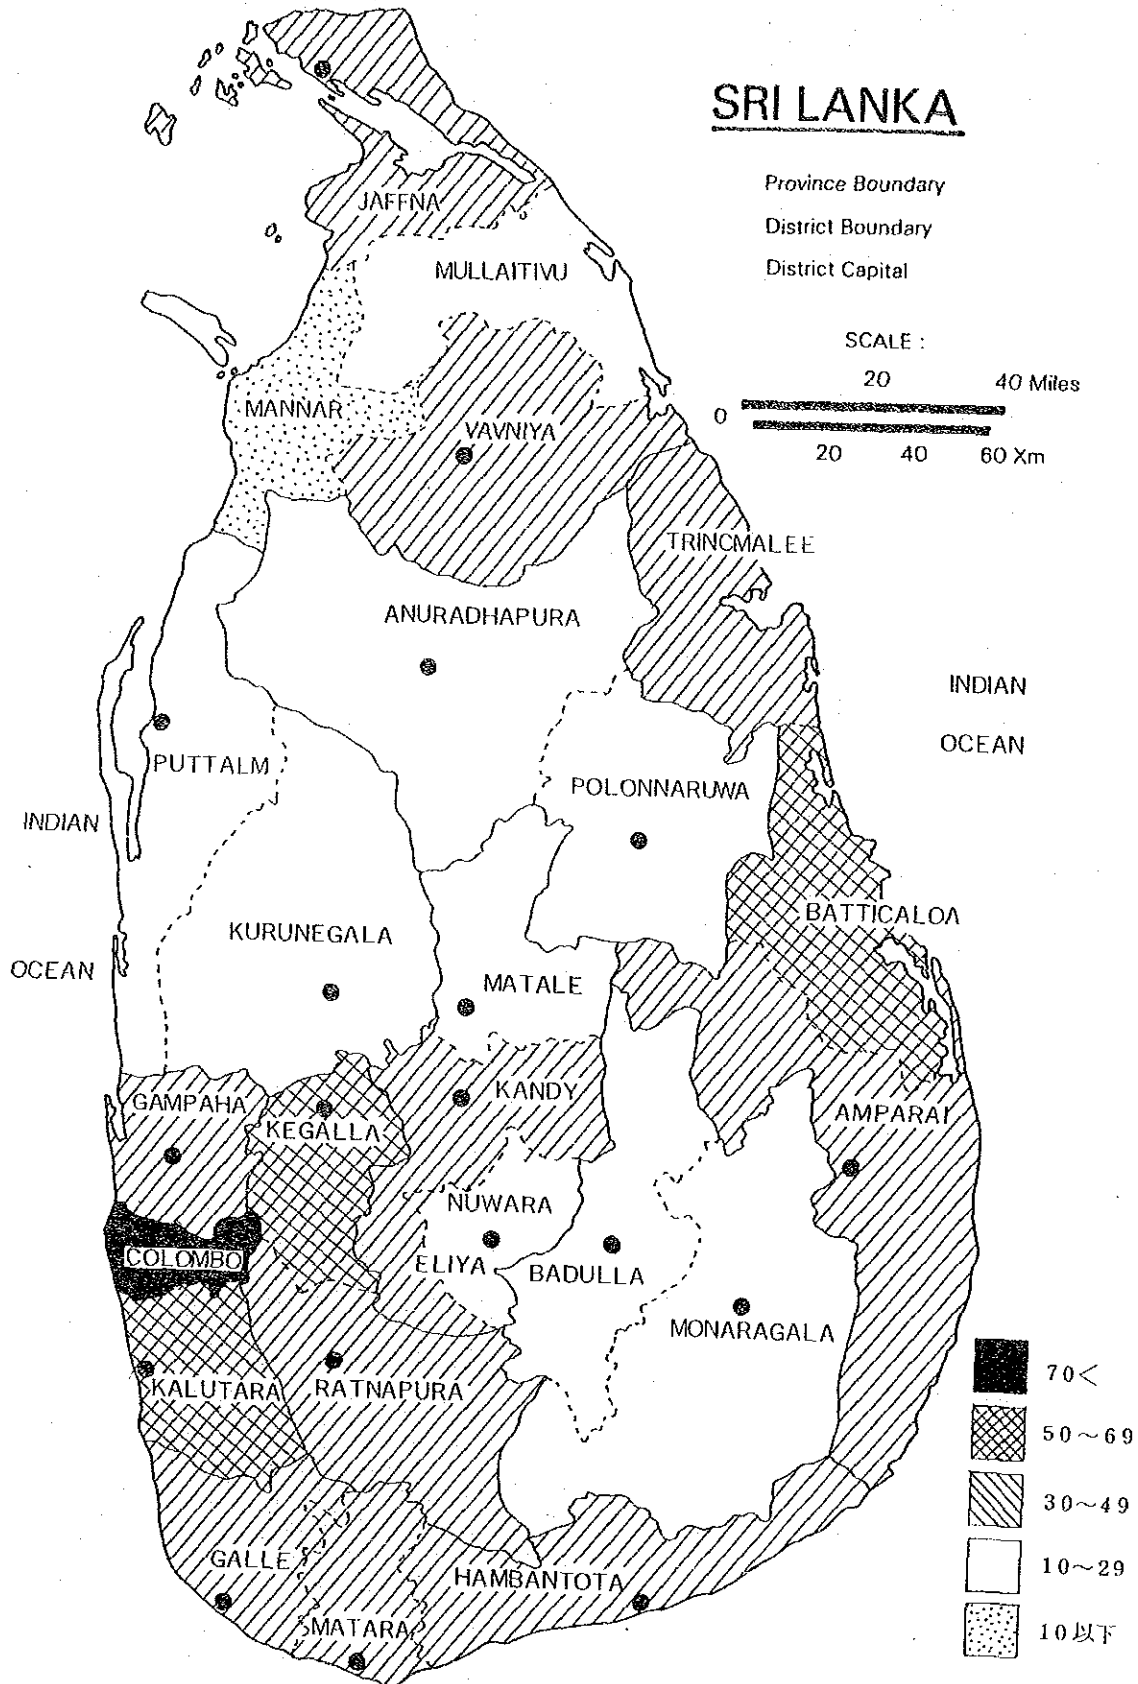 SRI LANKA
Province Boundary
District Boundary
District Capital
SCALE :
20 40 Miles
0
20 40 60 Xm
JAFFNA
MULLAITIVU
MANNAR
VAVNIYA
TRINCMALEE
ANURADHAPURA
INDIAN
OCEAN
PUTTALM
POLONNARUWA
INDIAN
OCEAN
BATTICALOA
KURUNEGALA
MATALE
GAMPAHA
KEGALLA
KANDY
AMPARAI
NUWARA
ELIYA
COLOMBO
BADULLA
MONARAGALA
KALUTARA
RATNAPURA
GALLE
HAMBANTOTA
MATARA
70<
50~69
30~49
10~29
10以下